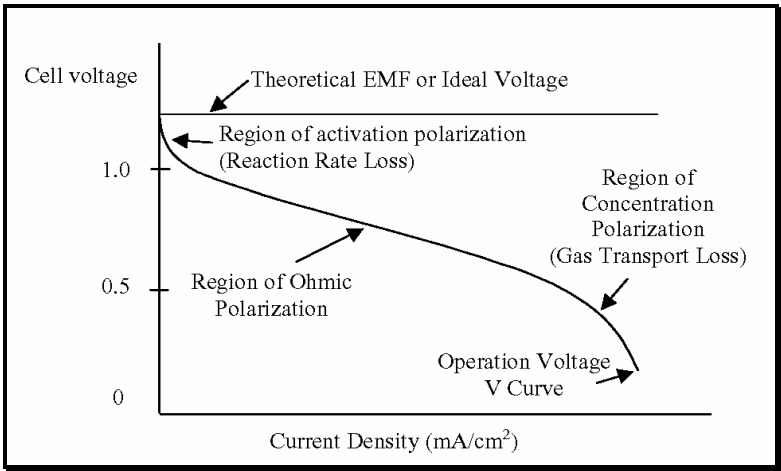 Cell voltage
Theoretical EMF or Ideal Voltage
Region of activation polarization
(Reaction Rate Loss)
1.0
Region of
Concentration
Polarization
(Gas Transport Loss)
Region of Ohmic
Polarization
0.5
Operation Voltage
V Curve
0
Current Density (mA/cm²)